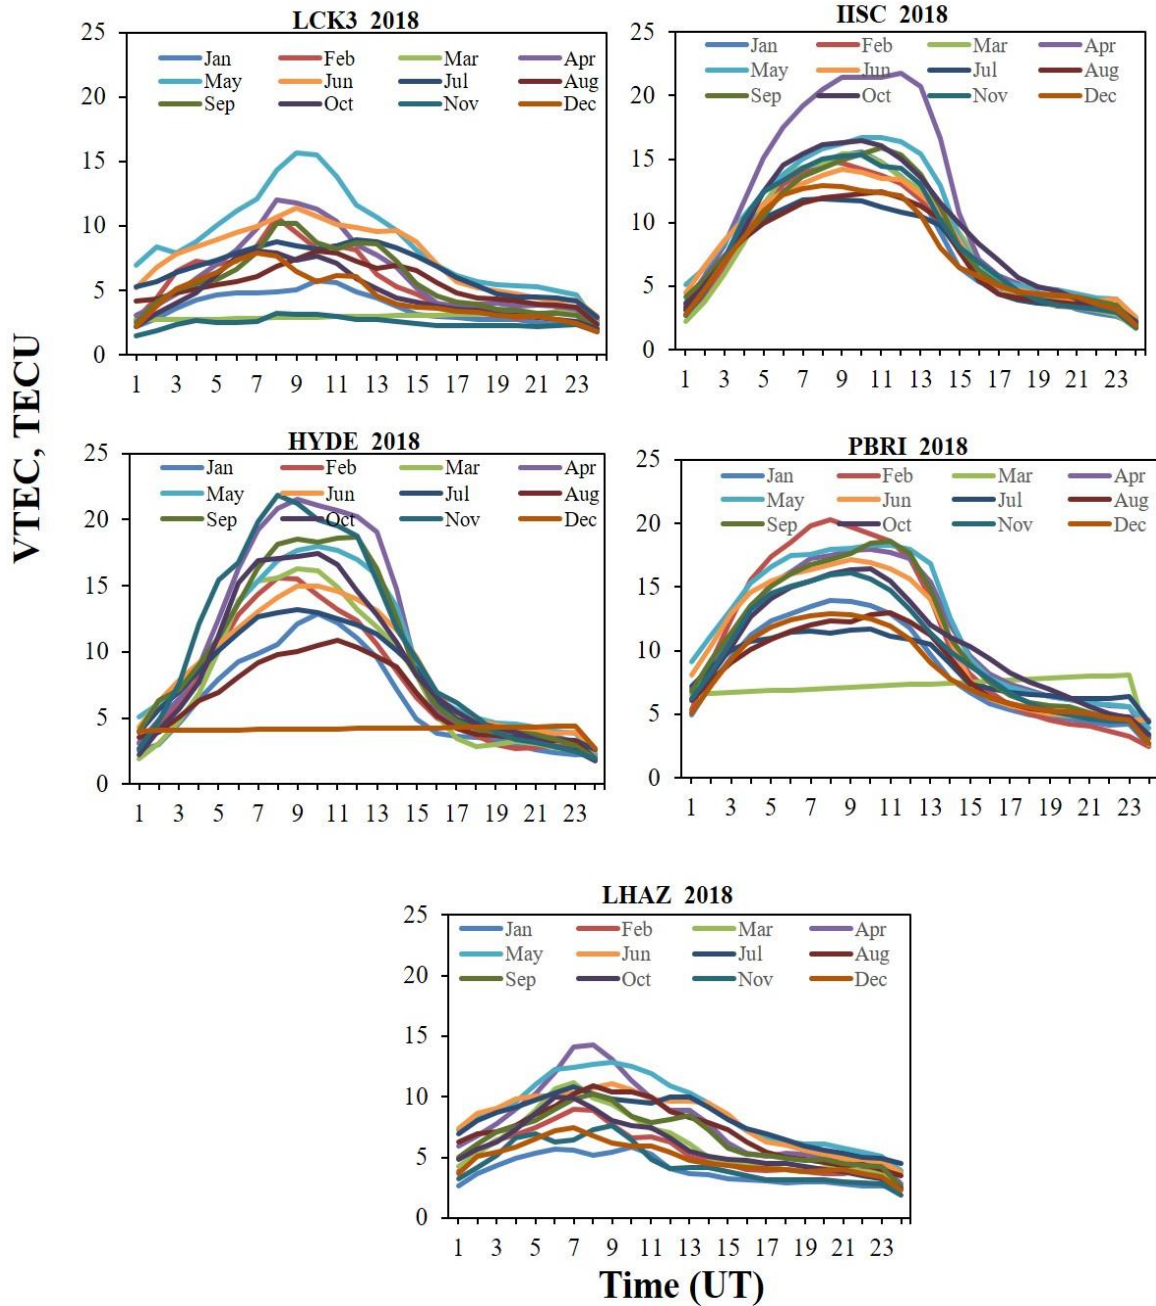 LCK3 2018
25
20
15
10
5
0
Jan Feb Mar Apr
May Jun Jul Aug
Sep Oct Nov Dec
1 3 5 7 9 11 13 15 17 19 21 23
IISC 2018
25
20
15
10
5
0
Jan Feb Mar Apr
May Jun Jul Aug
Sep Oct Nov Dec
1 3 5 7 9 11 13 15 17 19 21 23
VTEC, TECU
HYDE 2018
25
20
15
10
5
0
Jan Feb Mar Apr
May Jun Jul Aug
Sep Oct Nov Dec
1 3 5 7 9 11 13 15 17 19 21 23
PBRI 2018
25
20
15
10
5
0
Jan Feb Mar Apr
May Jun Jul Aug
Sep Oct Nov Dec
1 3 5 7 9 11 13 15 17 19 21 23
LHAZ 2018
25
20
15
10
5
0
Jan Feb Mar Apr
May Jun Jul Aug
Sep Oct Nov Dec
1 3 5 7 9 11 13 15 17 19 21 23
Time (UT)